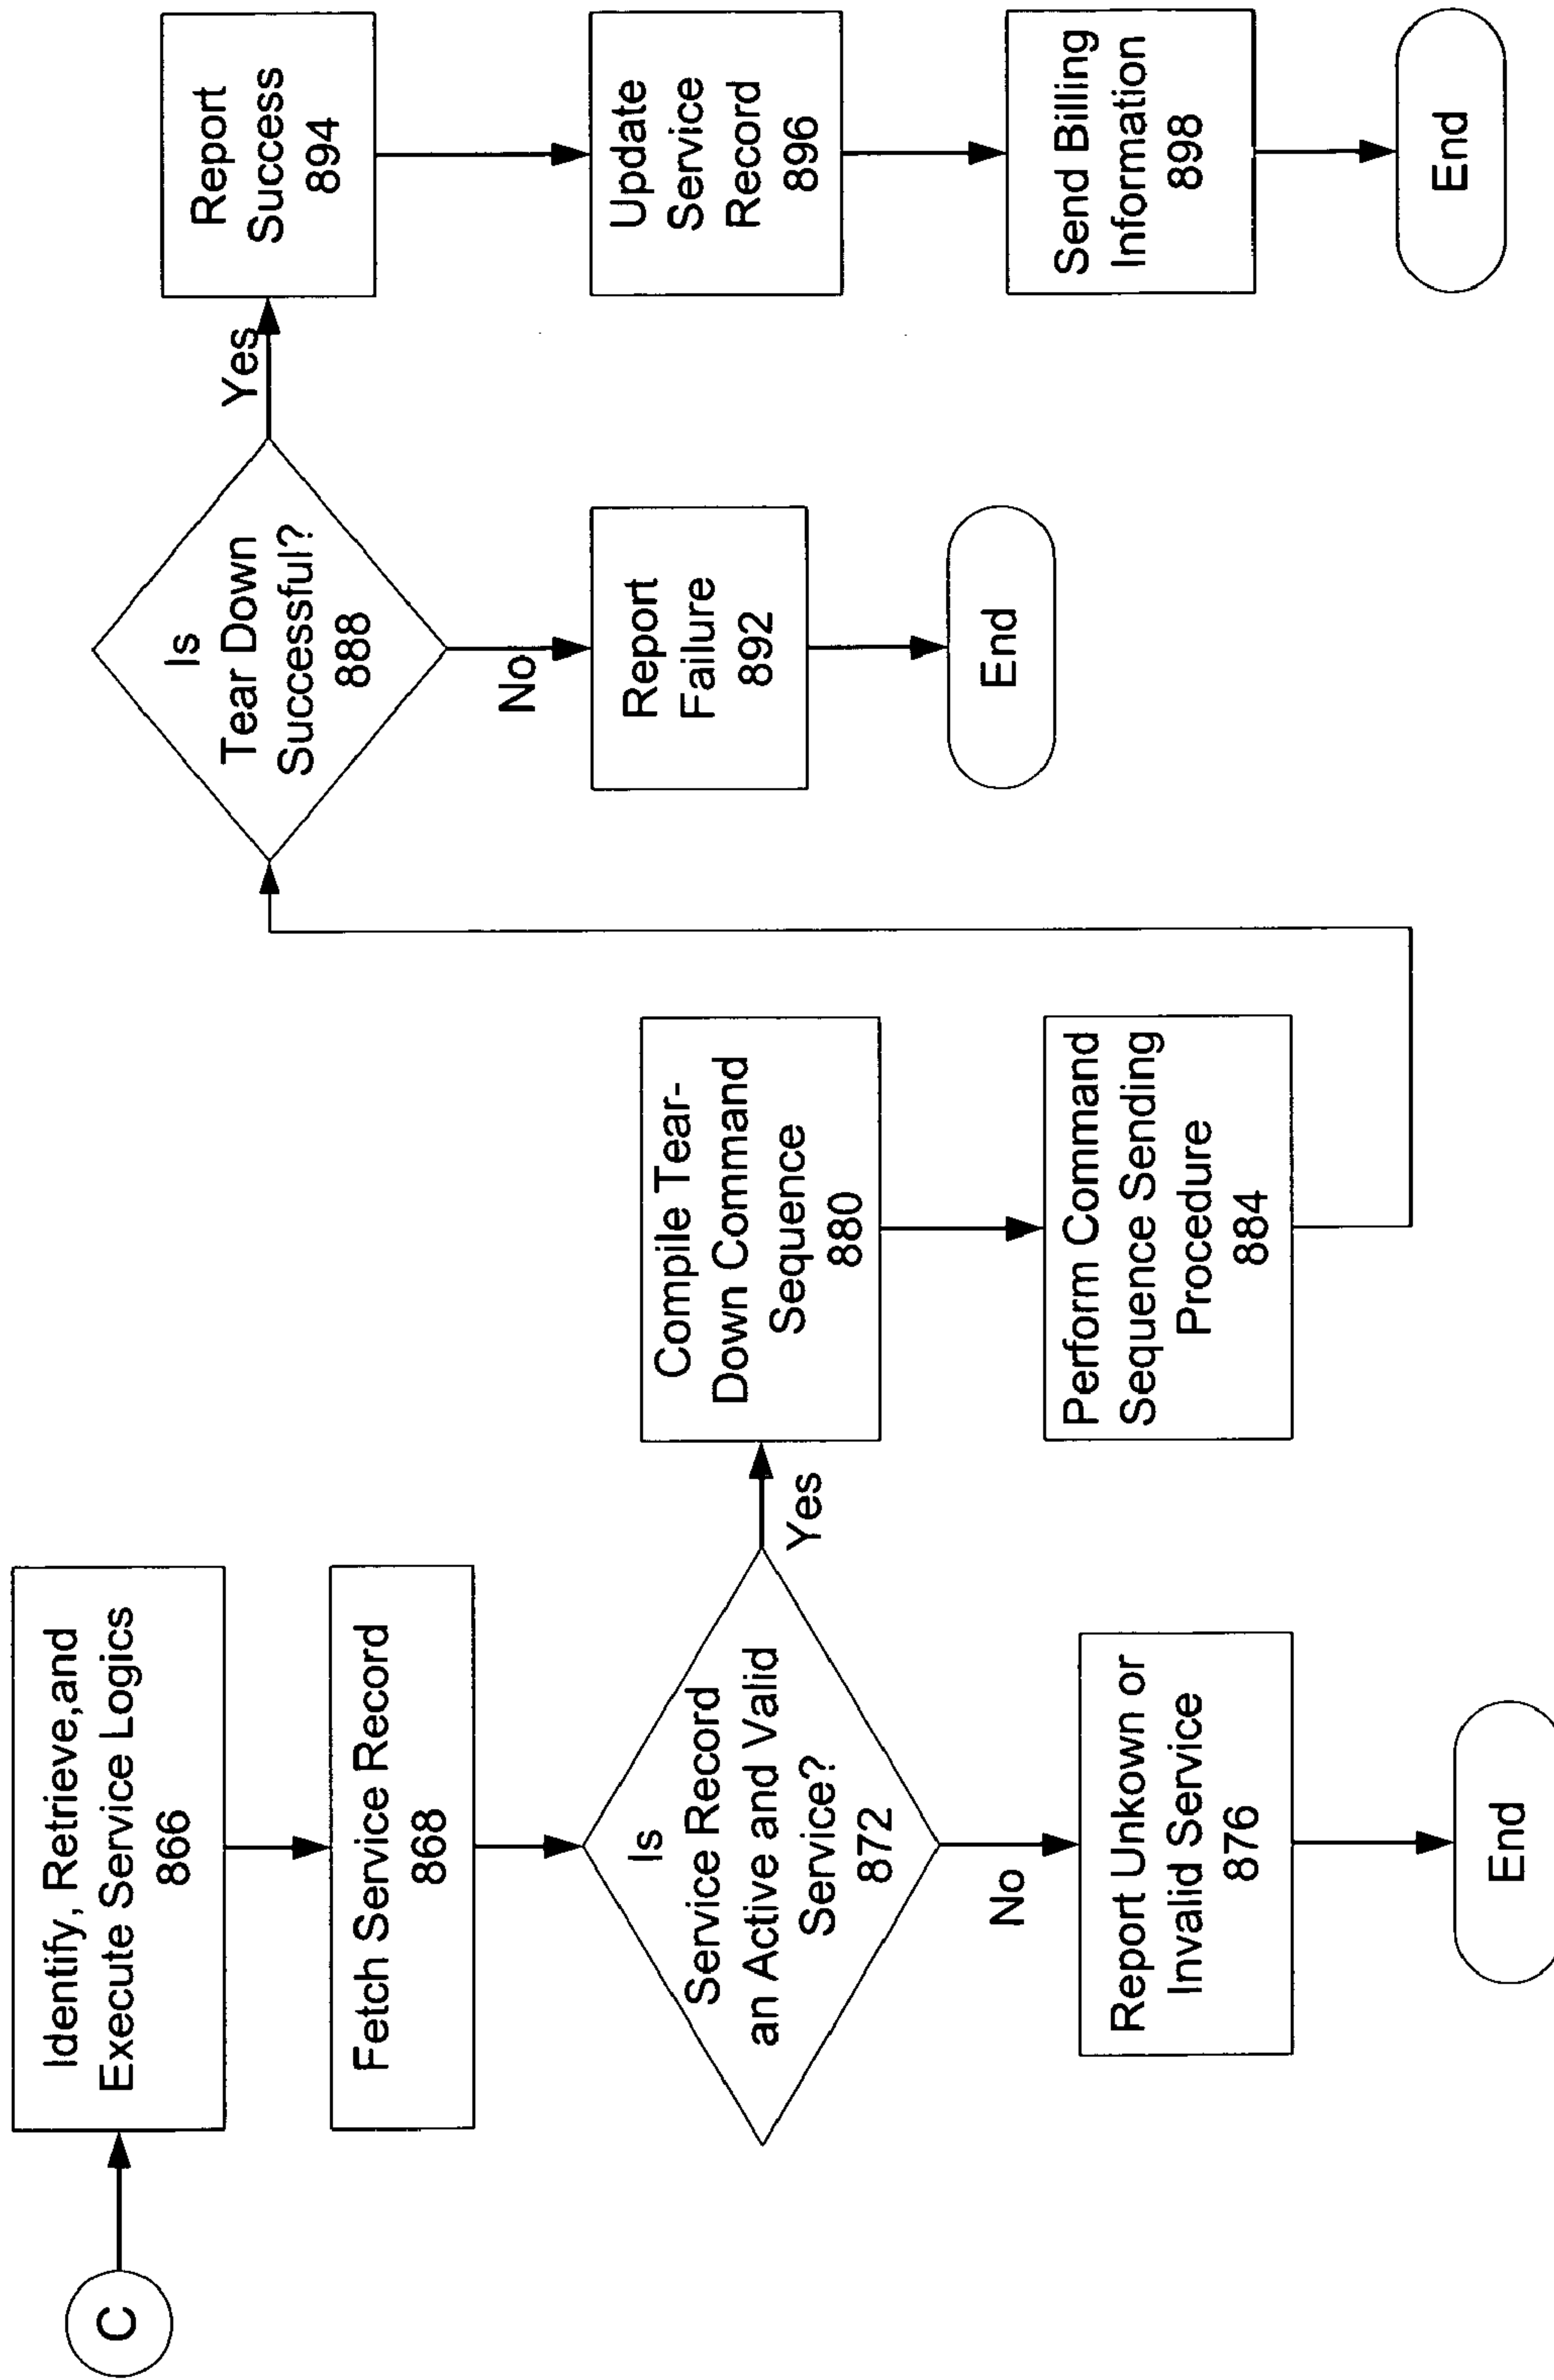 C
Identify, Retrieve,and
Execute Service Logics
866
Fetch Service Record
868
Is
Service Record
an Active and Valid
Service?
872
No
Yes
Report Unkown or
Invalid Service
876
End
Compile Tear-
Down Command
Sequence
880
Perform Command
Sequence Sending
Procedure
884
Is
Tear Down
Successful?
888
No
Yes
Report
Failure
892
End
Report
Success
894
Update
Service
Record
896
Send Billing
Information
898
End